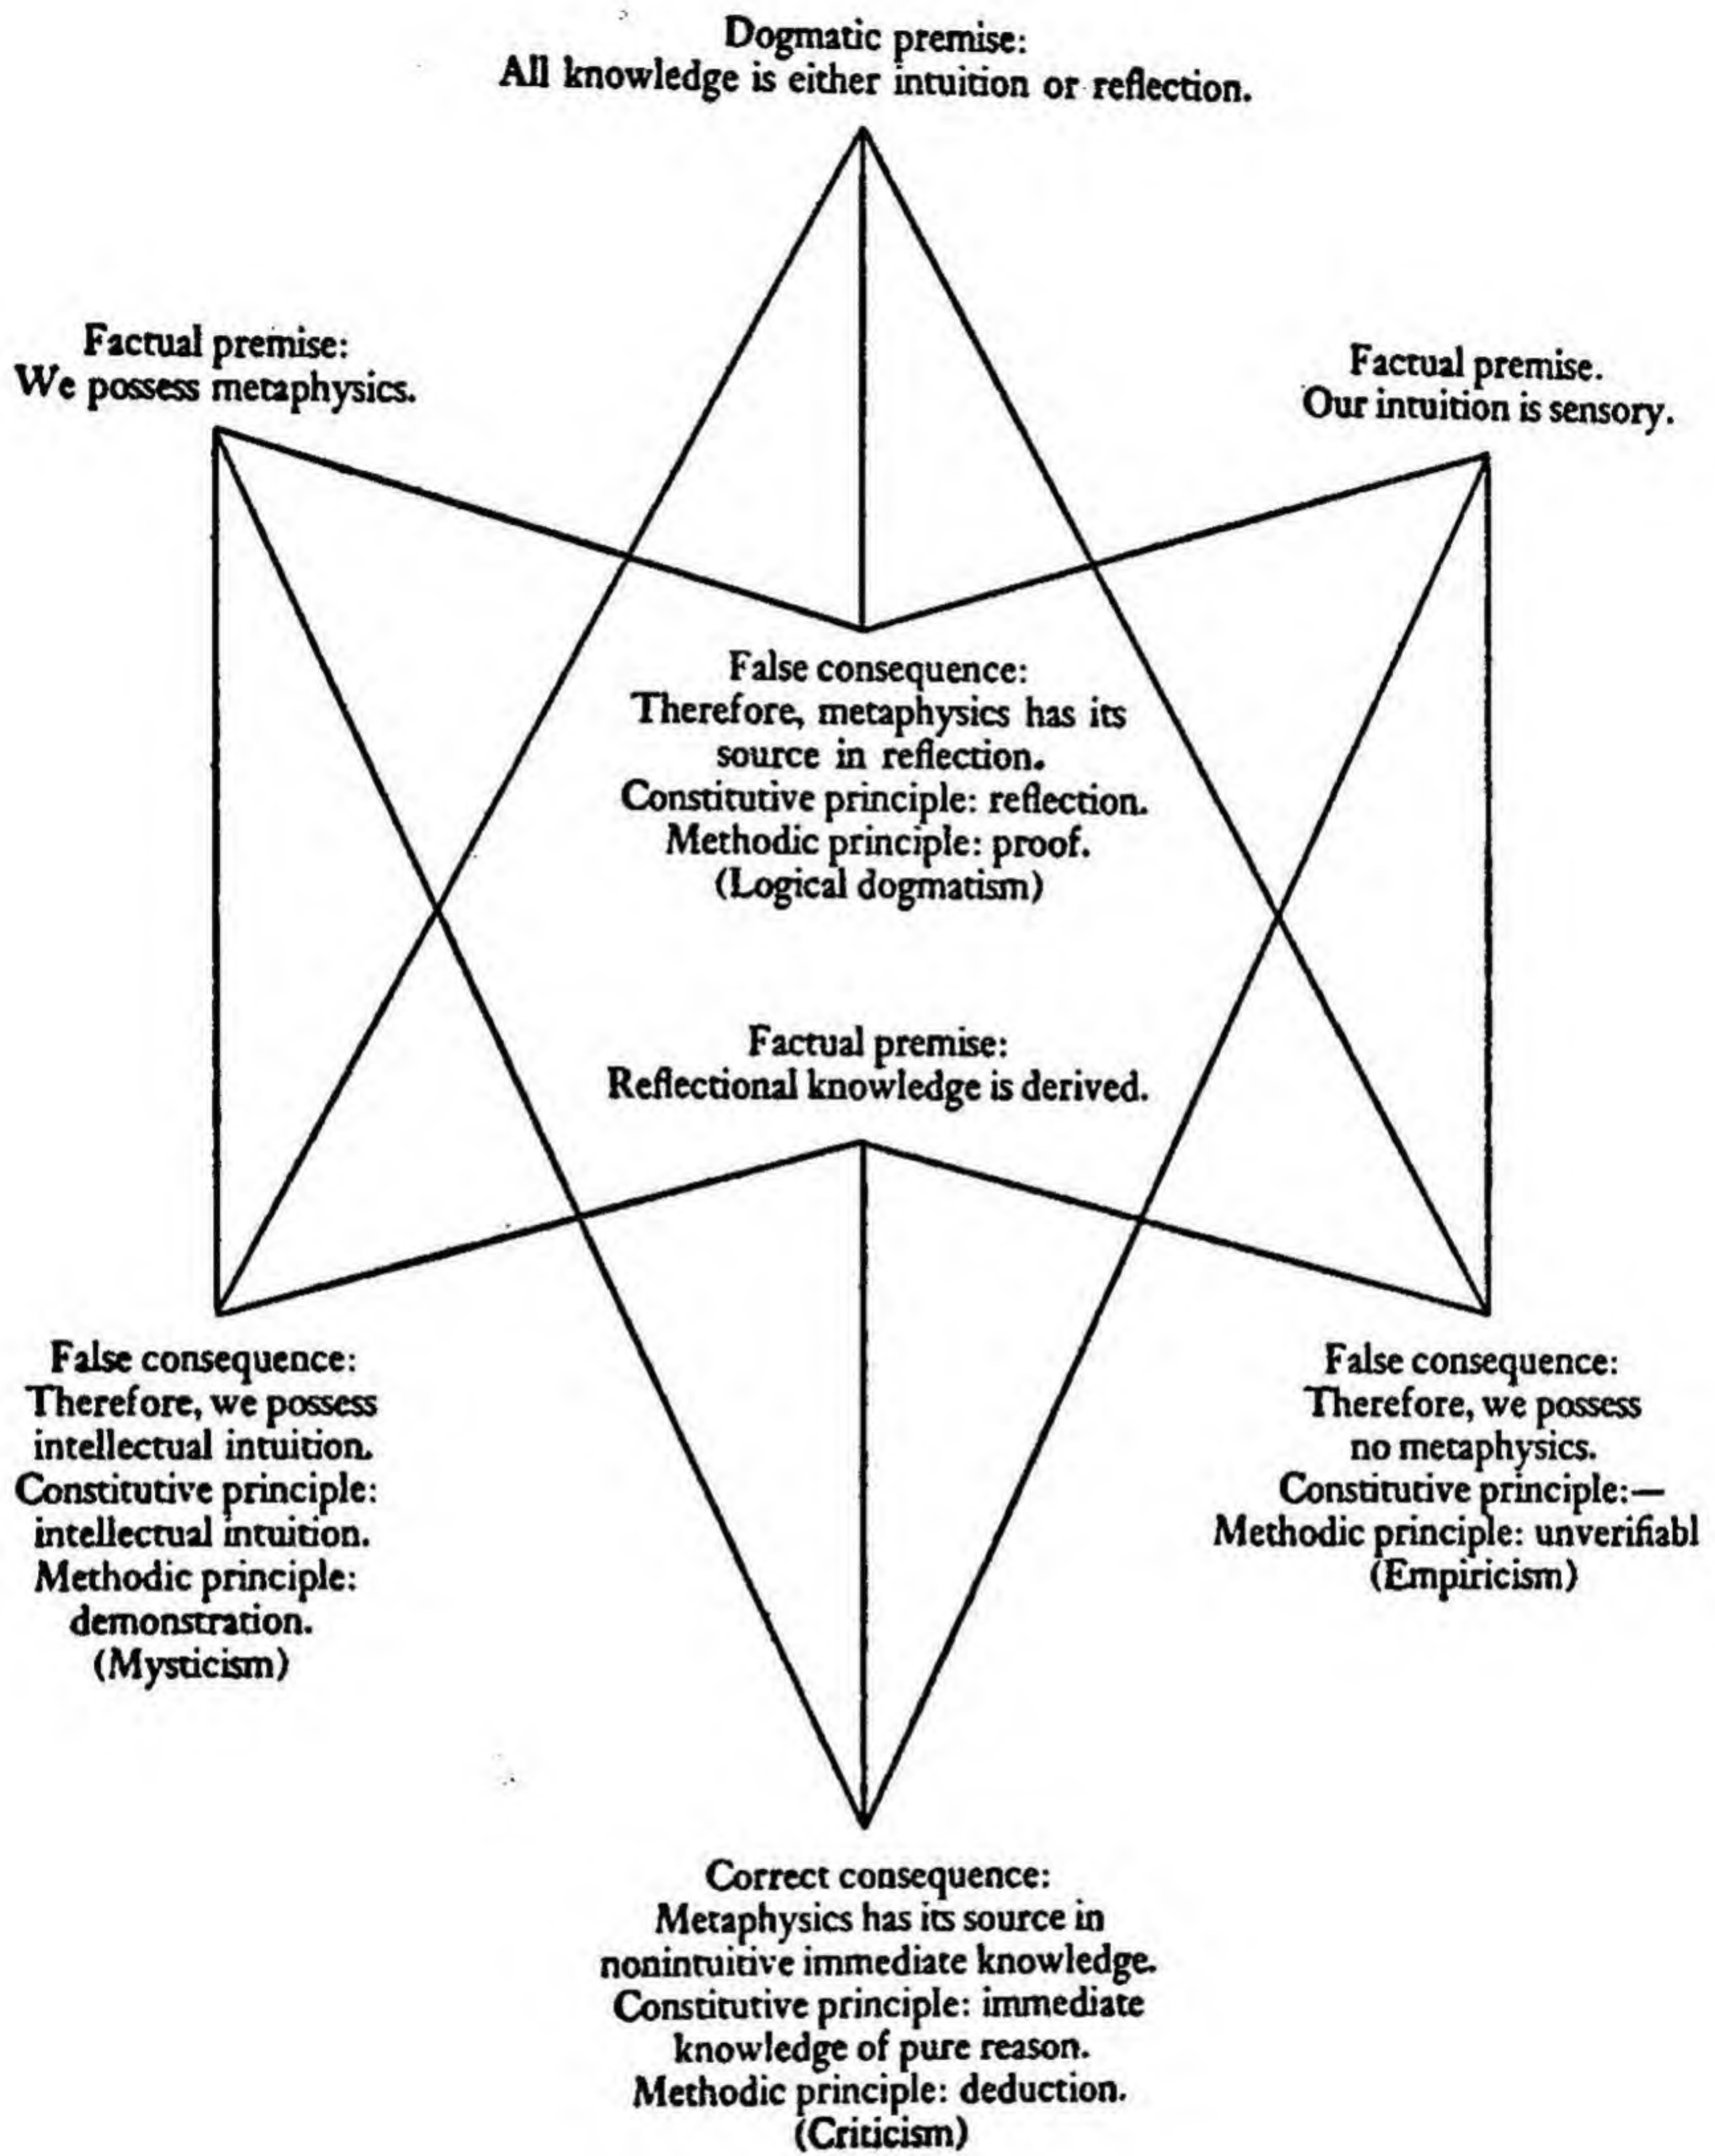 Dogmatic premise:
All knowledge is either intuition or reflection.
Factual premise:
We possess metaphysics.
Factual premise.
Our intuition is sensory.
False consequence:
Therefore, metaphysics has its
source in reflection.
Constitutive principle: reflection.
Methodic principle: proof.
(Logical dogmatism)
Factual premise:
Reflectional knowledge is derived.
False consequence:
Therefore, we possess
intellectual intuition.
Constitutive principle:
intellectual intuition.
Methodic principle:
demonstration.
(Mysticism)
False consequence:
Therefore, we possess
no metaphysics.
Constitutive principle:—
Methodic principle: unverifiabl
(Empiricism)
Correct consequence:
Metaphysics has its source in
nonintuitive immediate knowledge.
Constitutive principle: immediate
knowledge of pure reason.
Methodic principle: deduction.
(Criticism)